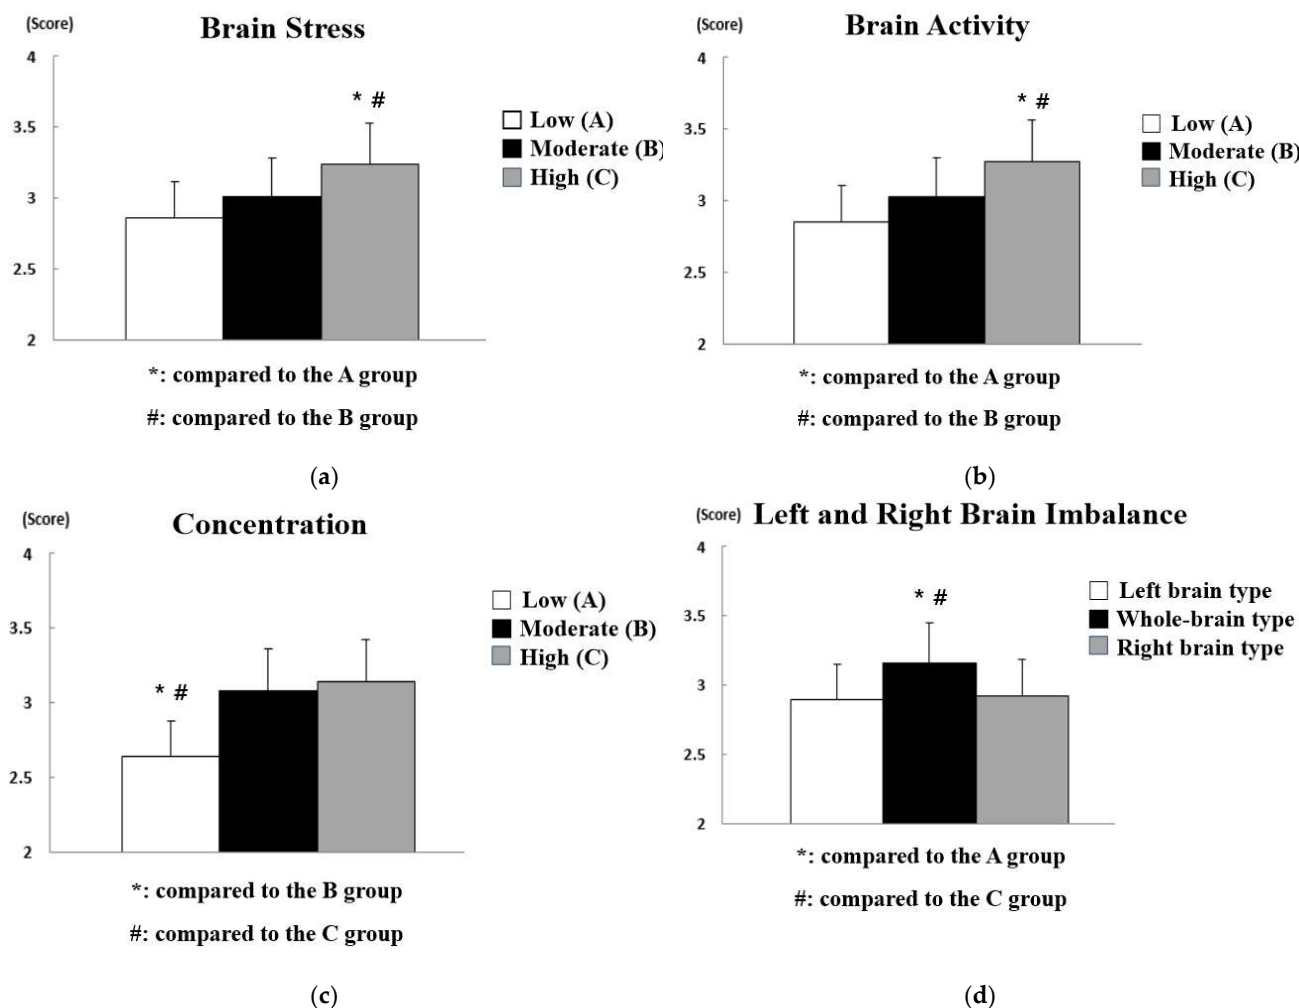 (Score)
Brain Stress
4
3.5
3
2.5
2
* #
Low (A)
Moderate (B)
High (C)
*: compared to the A group
#: compared to the B group
(a)
(Score)
Brain Activity
4
3.5
3
2.5
2
* #
Low (A)
Moderate (B)
High (C)
*: compared to the A group
#: compared to the B group
(b)
(Score)
Concentration
4
3.5
3
2.5
2
* #
Low (A)
Moderate (B)
High (C)
*: compared to the B group
#: compared to the C group
(c)
(Score) Left and Right Brain Imbalance
4
3.5
3
2.5
2
* #
Left brain type
Whole-brain type
Right brain type
*: compared to the A group
#: compared to the C group
(d)